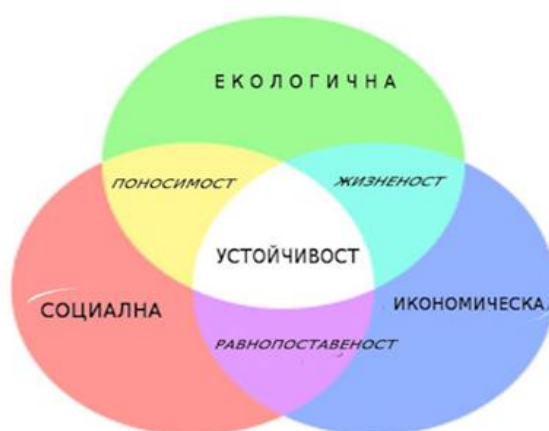 ЕКОЛОГИЧНА
ПОНОСИМОСТ
ЖИЗНЕНОСТ
УСТОЙЧИВОСТ
СОЦИАЛНА
ИКОНОМИЧЕСКА
РАВНОПОСТАВЕНОСТ